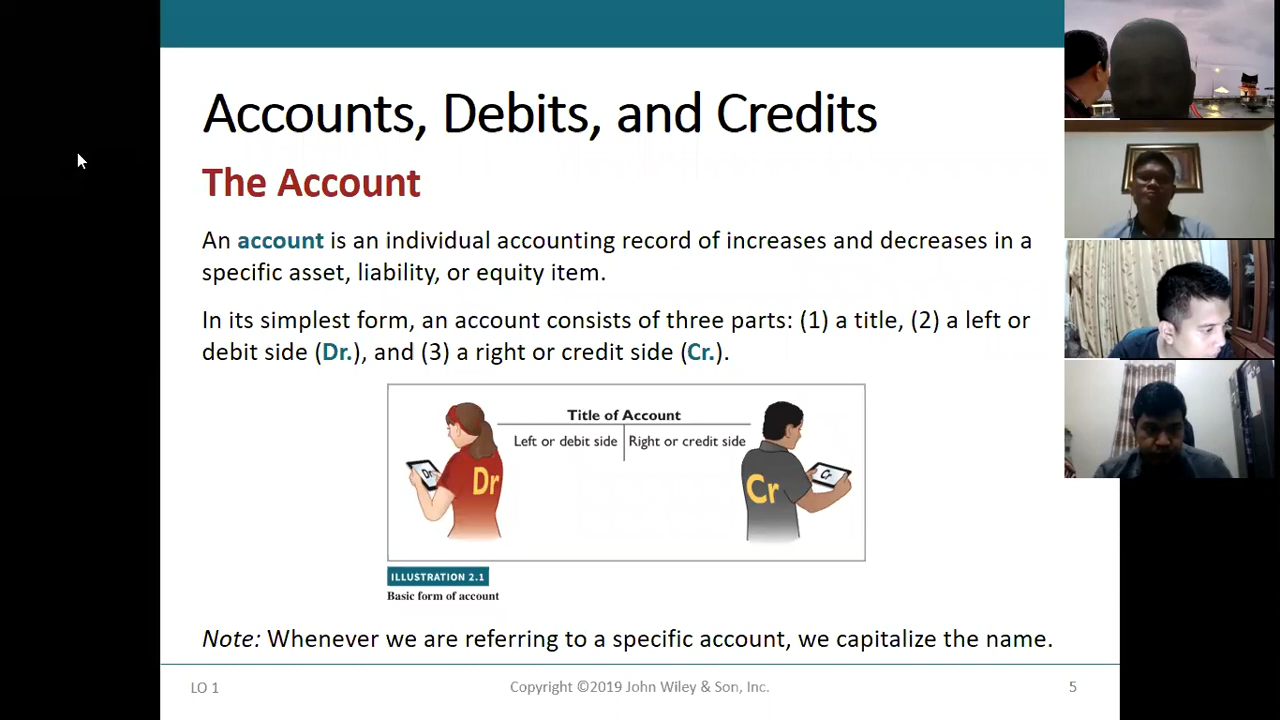 Accounts, Debits, and Credits
The Account
An account is an individual accounting record of increases and decreases in a
specific asset, liability, or equity item.
In its simplest form, an account consists of three parts: (1) a title, (2) a left or
debit side (Dr.), and (3) a right or credit side (Cr.).
Title of Account
Left or debit side Right or credit side
Dr
Dr
Cr
Cr
ILLUSTRATION 2.1
Basic form of account
Note: Whenever we are referring to a specific account, we capitalize the name.
LO 1
Copyright ©2019 John Wiley & Son, Inc.
5